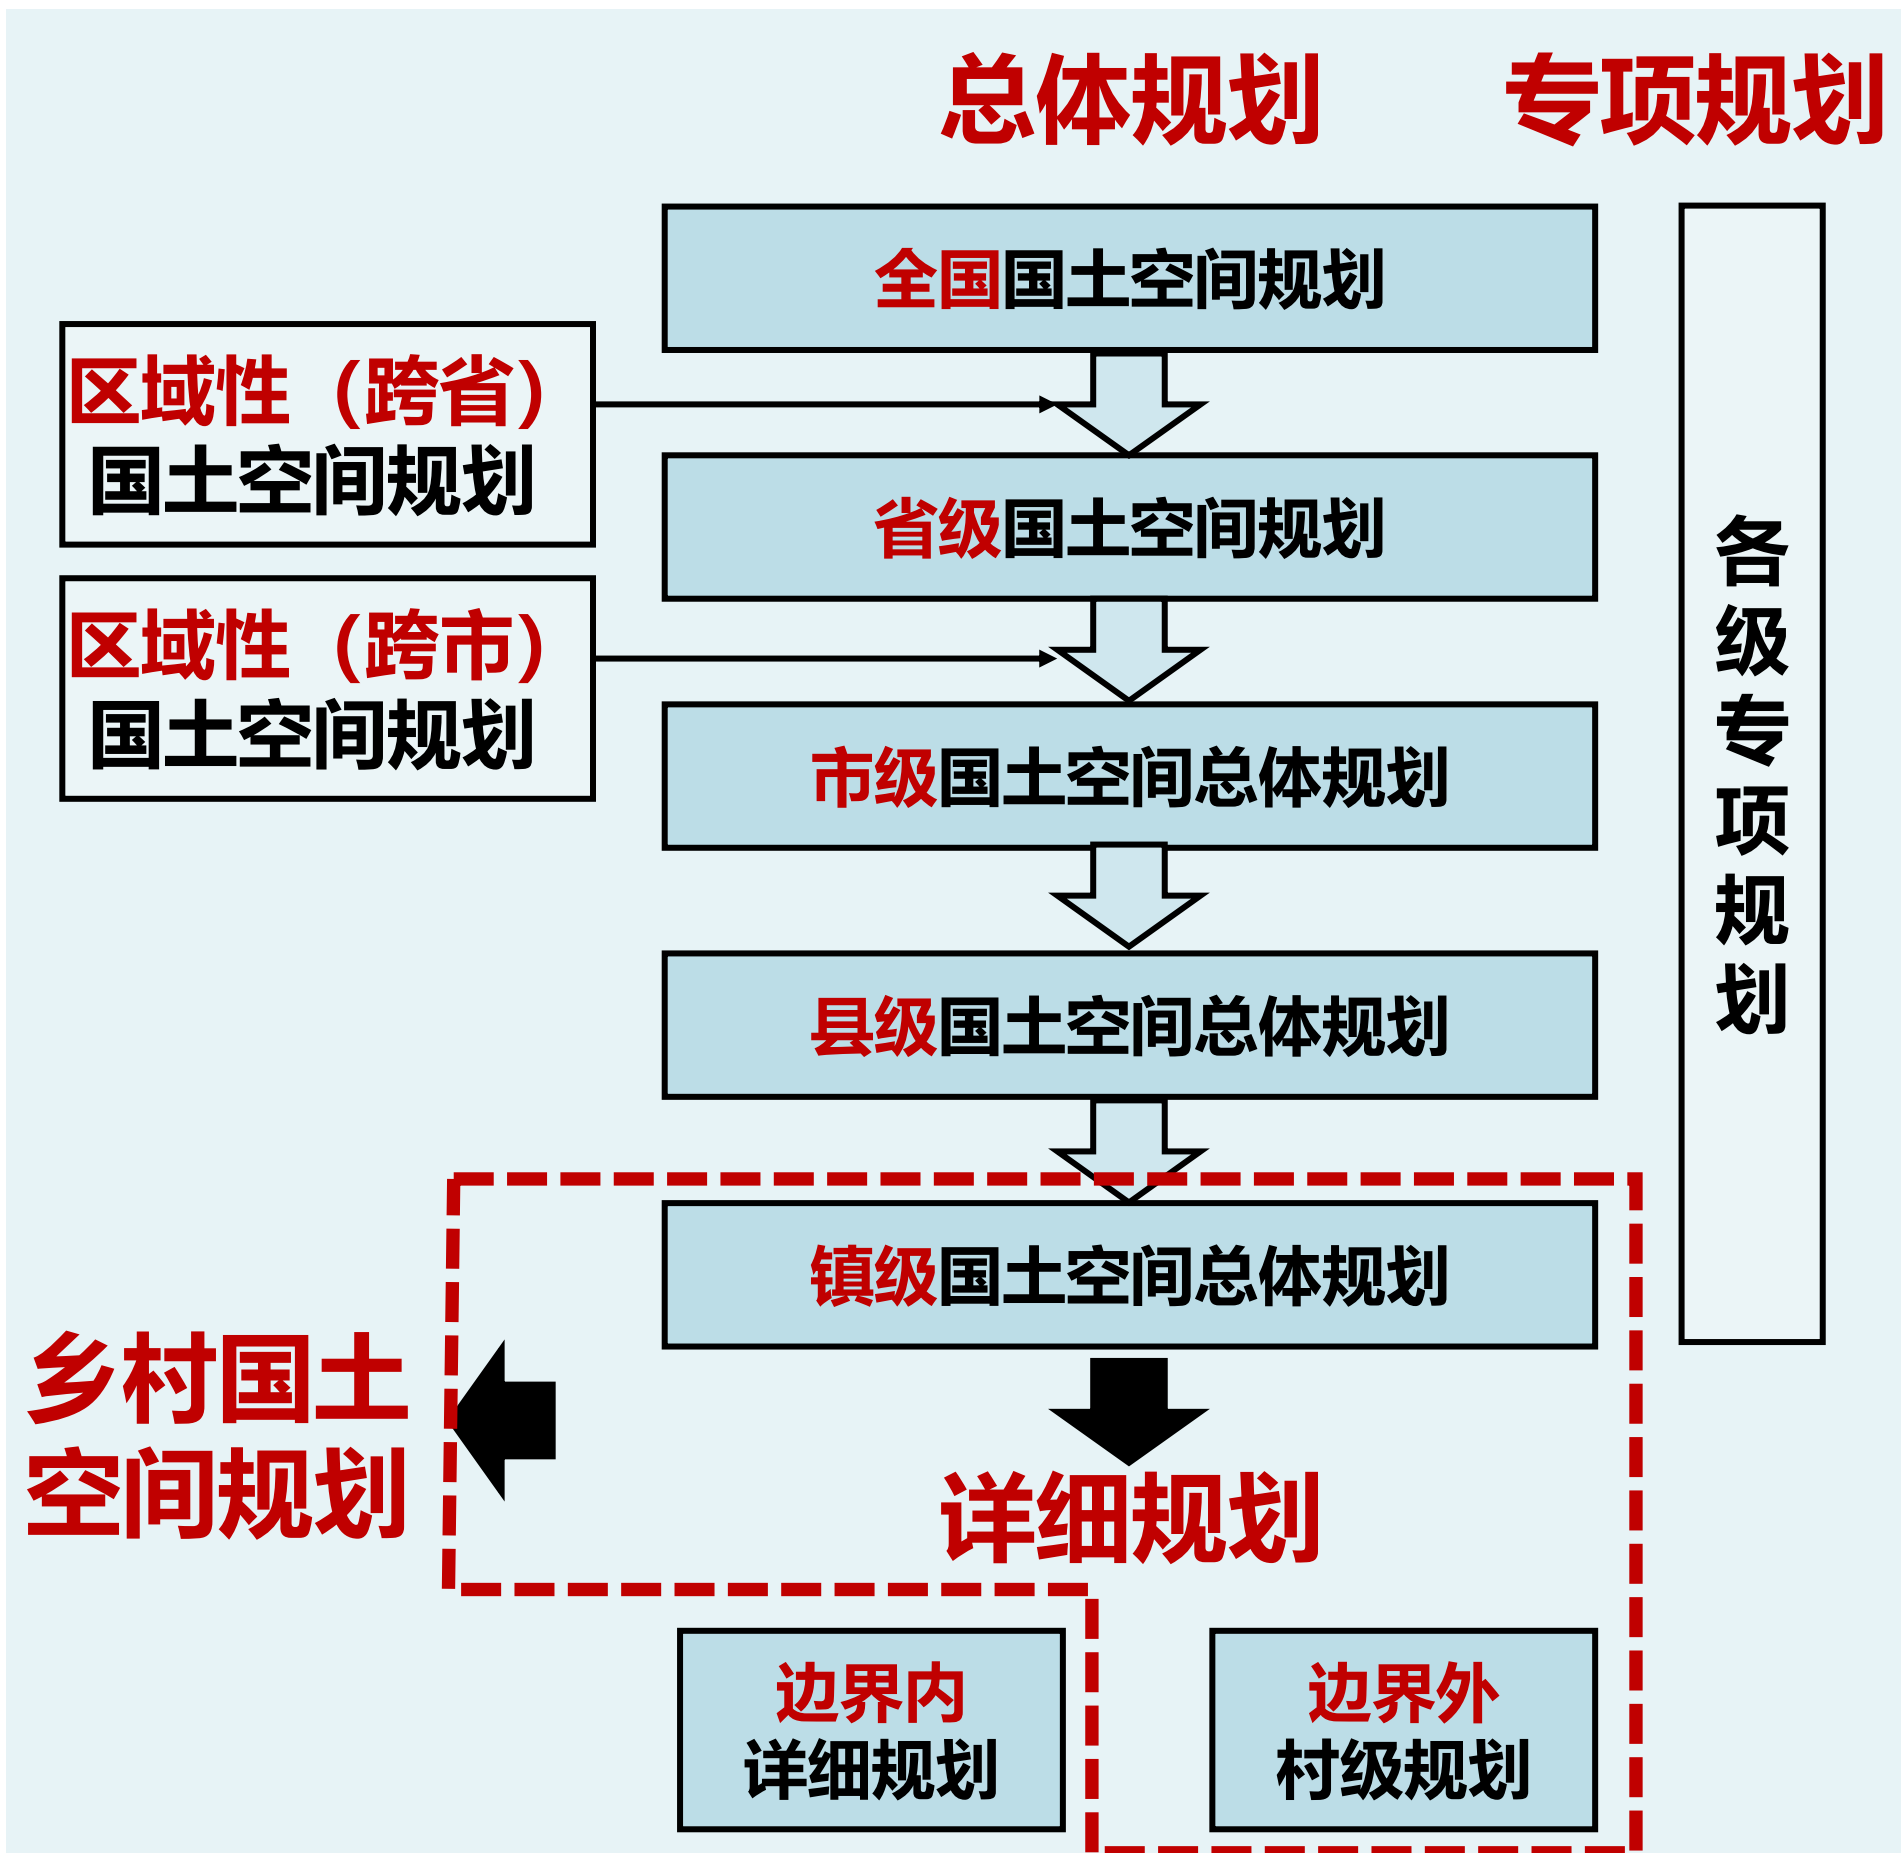 总体规划
专项规划
全国国土空间规划
区域性（跨省）
国土空间规划
省级国土空间规划
区域性（跨市）
国土空间规划
市级国土空间总体规划
县级国土空间总体规划
镇级国土空间总体规划
各
级
专
项
规
划
乡村国土
空间规划
详细规划
边界内
详细规划
边界外
村级规划